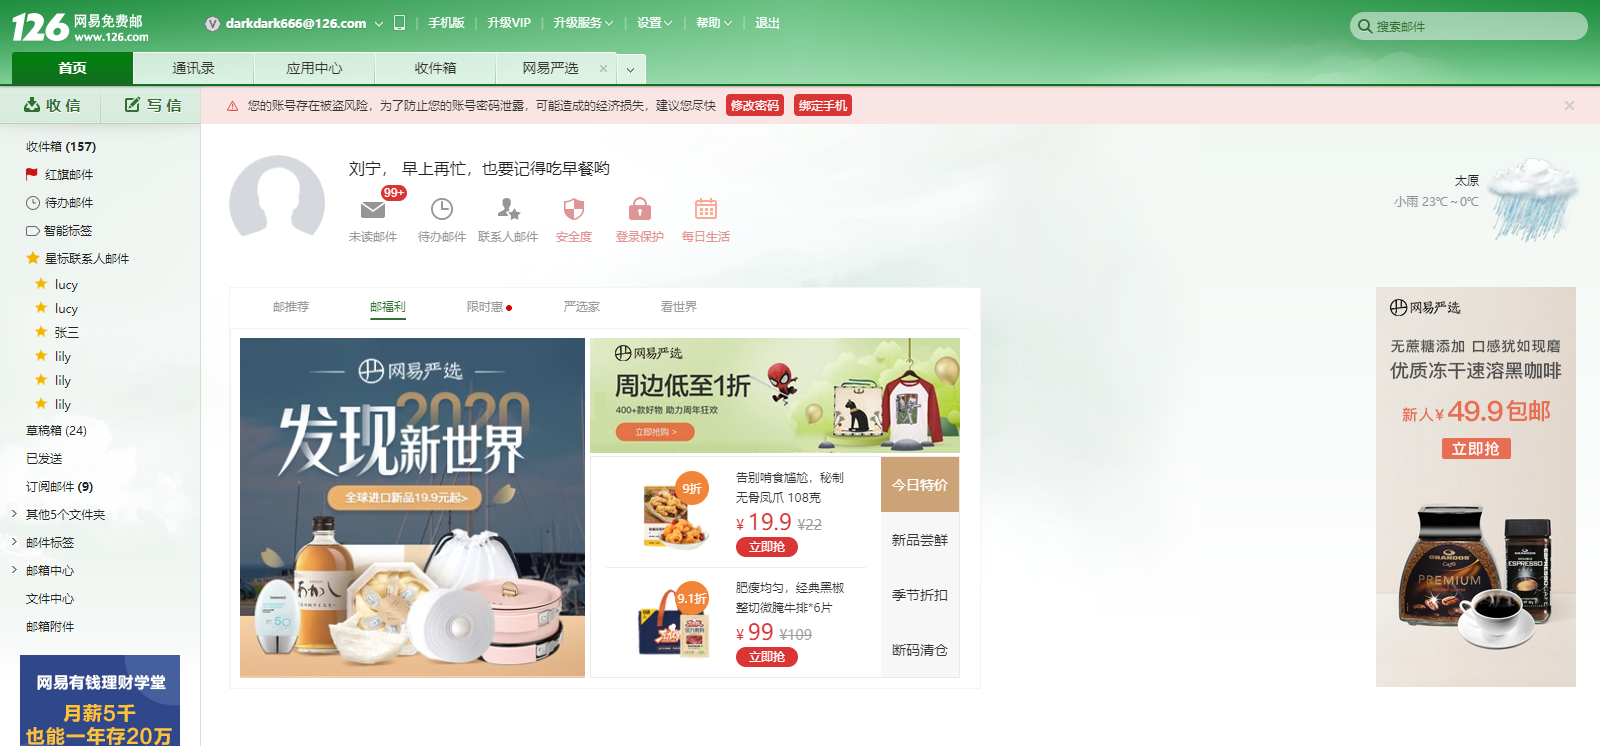 126 网易免费邮
www.126.com
darkdark666@126.com 手机版 升级VIP 升级服务 设置 帮助 退出
搜索邮件
首页 通讯录 应用中心 收件箱 网易严选
收 信 写 信
您的账号存在被盗风险，为了防止您的账号密码泄露，可能造成的经济损失，建议您尽快 修改密码 绑定手机
收件箱 (157)
红旗邮件
待办邮件
智能标签
星标联系人邮件
lucy
lucy
张三
lily
lily
lily
草稿箱 (24)
已发送
订阅邮件 (9)
其他5个文件夹
邮件标签
邮箱中心
文件中心
邮箱附件
网易有钱理财学堂
月薪5千
也能一年存20万
刘宁， 早上再忙，也要记得吃早餐哟
99+
未读邮件 待办邮件 联系人邮件 安全度 登录保护 每日生活
太原
小雨 23℃～0℃
邮推荐 邮福利 限时惠 严选家 看世界
网易严选
2020
发现新世界
全球进口新品19.9元起>
网易严选
周边低至1折
400+款好物 助力周年狂欢
立即抢购 >
9折
告别啃食尴尬，秘制
无骨凤爪 108克
¥ 19.9 ¥22
立即抢
9.1折
肥瘦均匀，经典黑椒
整切微腌牛排*6片
¥ 99 ¥109
立即抢
今日特价
新品尝鲜
季节折扣
断码清仓
网易严选
无蔗糖添加 口感犹如现磨
优质冻干速溶黑咖啡
新人¥49.9包邮
立即抢
GRANDOS
Caffé
PREMIUM
GRANDOS
ESPRESSO